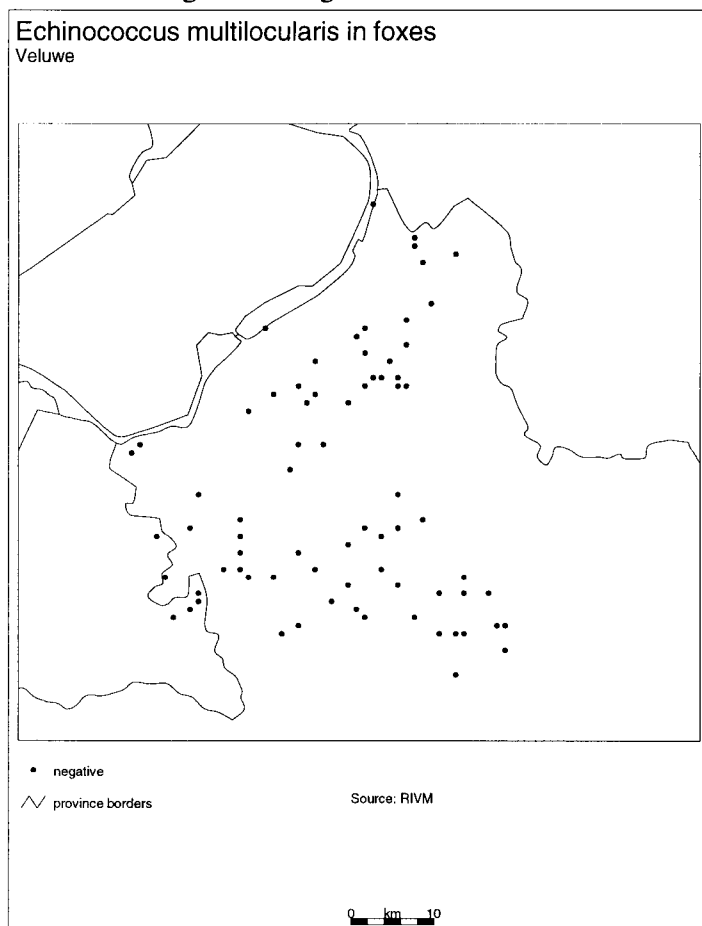 Echinococcus multilocularis in foxes
Veluwe
negative
province borders
Source: RIVM
0 km 10